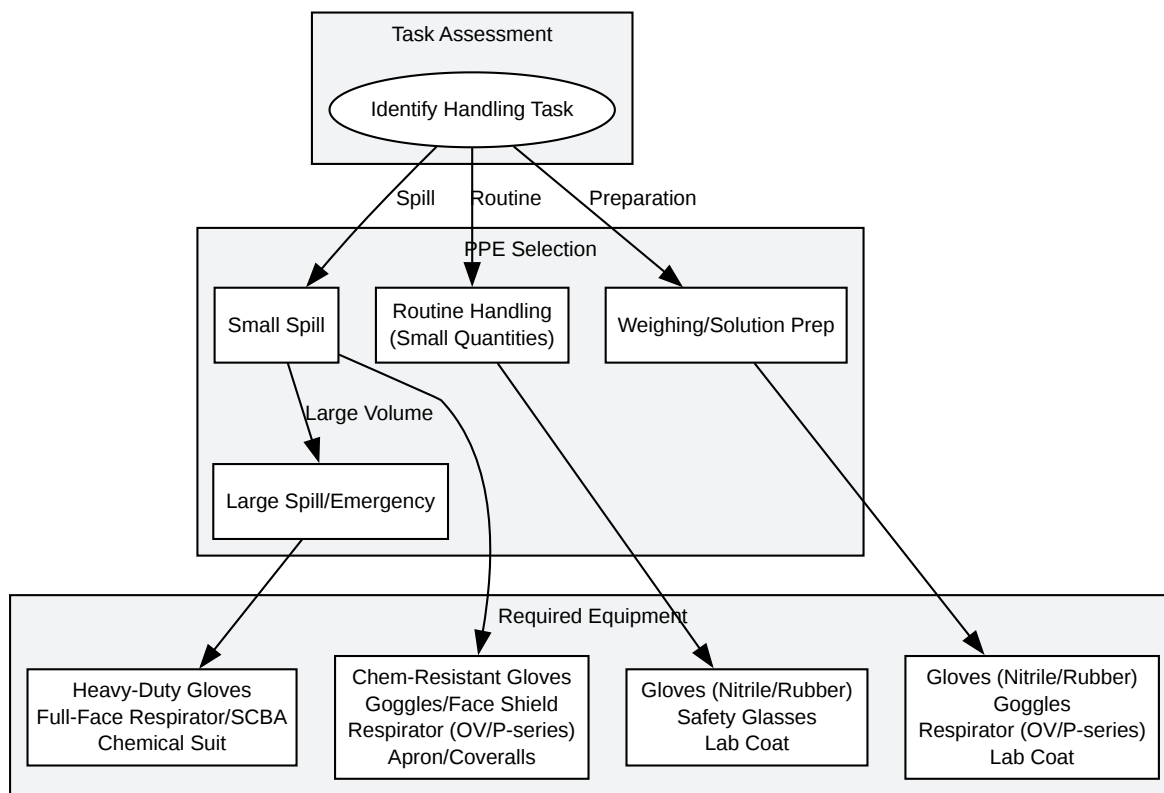 Task Assessment
Identify Handling Task
Spill
Routine
Preparation
PPE Selection
Small Spill
Routine Handling
(Small Quantities)
Weighing/Solution Prep
Large Volume
Large Spill/Emergency
Required Equipment
Heavy-Duty Gloves
Full-Face Respirator/SCBA
Chemical Suit
Chem-Resistant Gloves
Goggles/Face Shield
Respirator (OV/P-series)
Apron/Coveralls
Gloves (Nitrile/Rubber)
Safety Glasses
Lab Coat
Gloves (Nitrile/Rubber)
Goggles
Respirator (OV/P-series)
Lab Coat